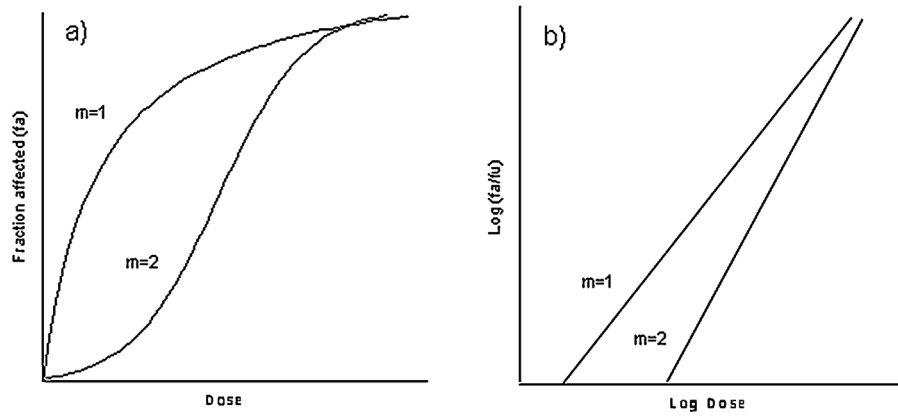 a)
Fraction affected (fa)
m=1
m=2
Dose
b)
Log (fa/fu)
m=1
m=2
Log Dose